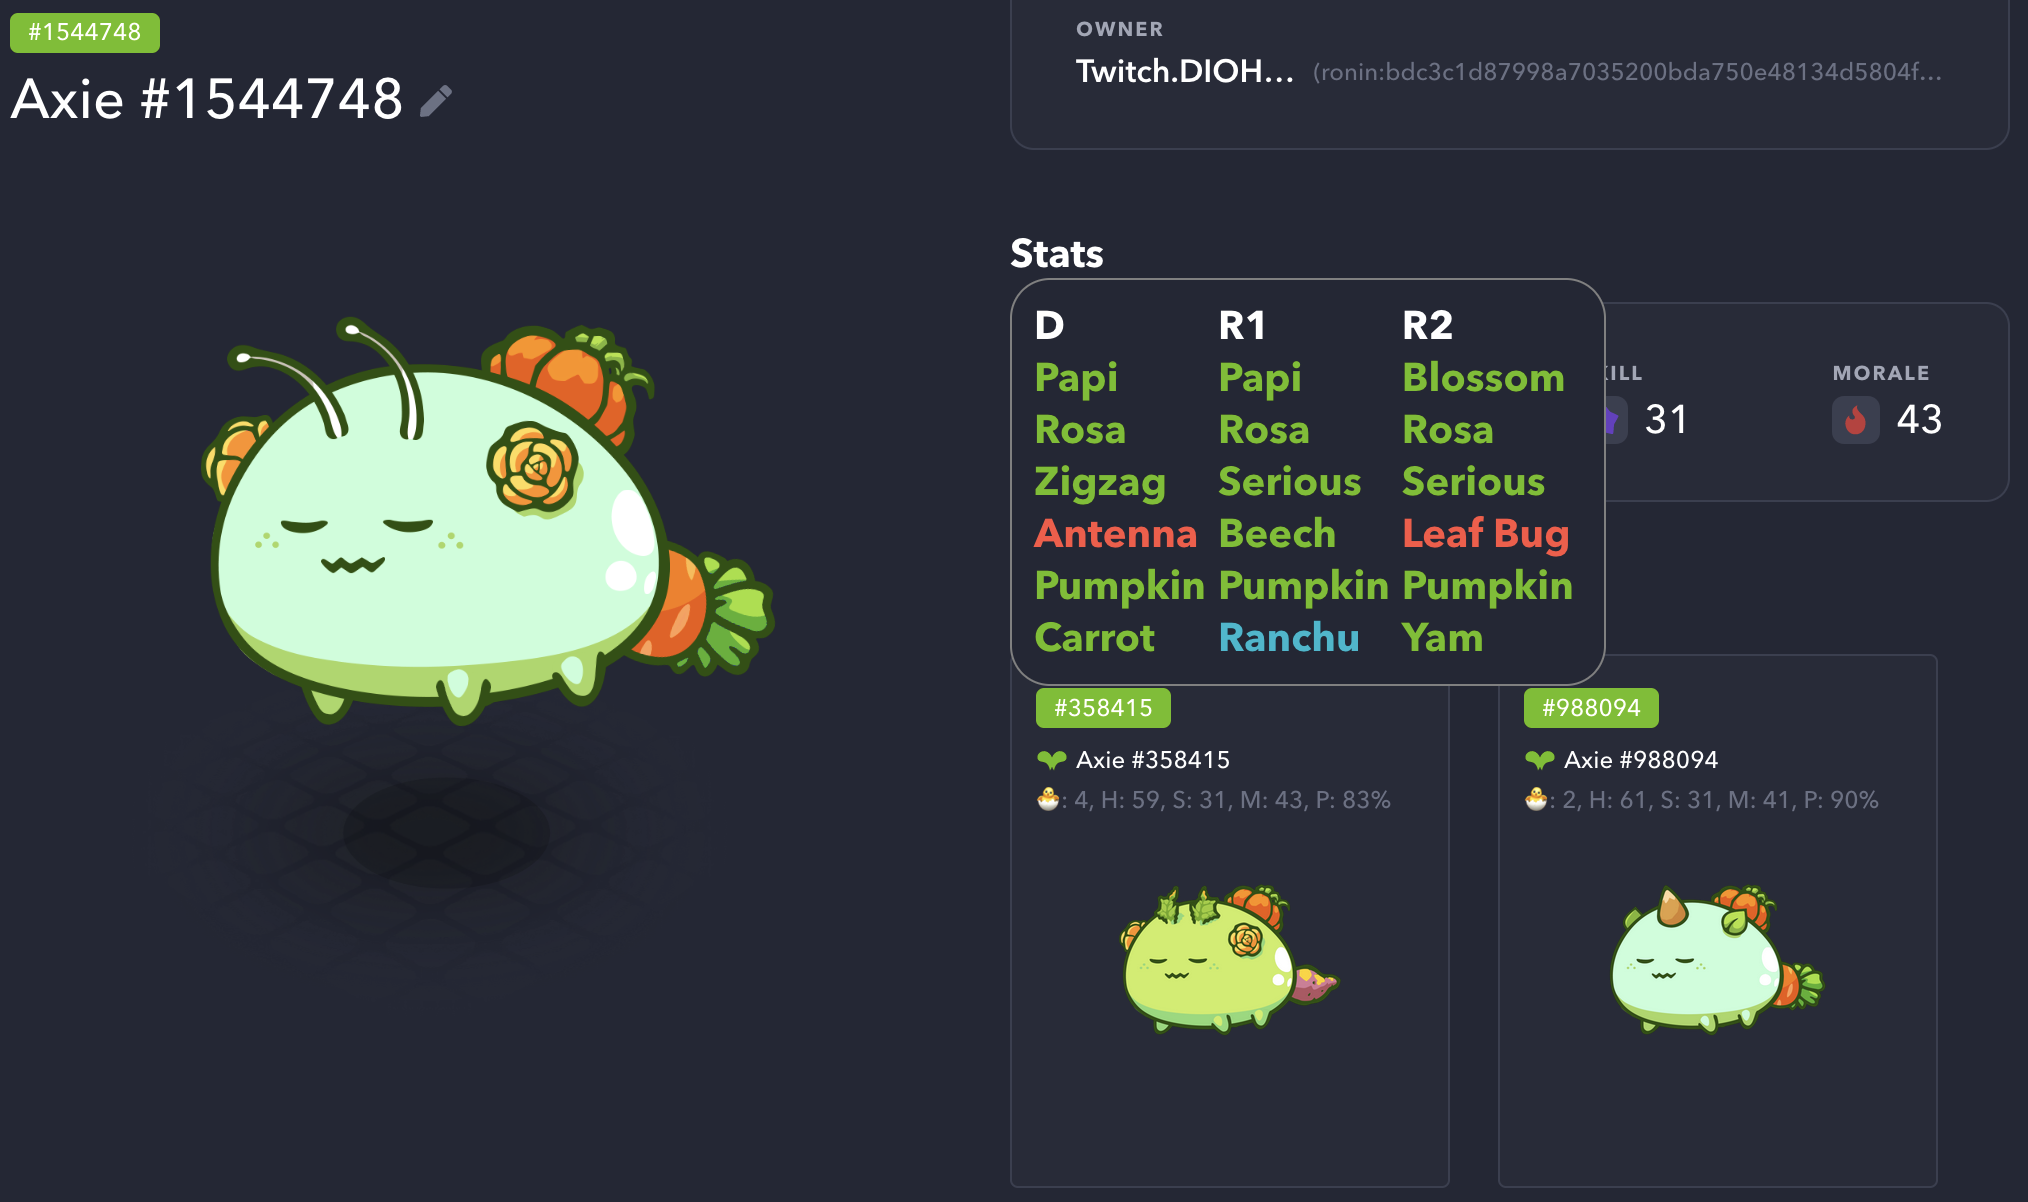 #1544748
Axie #1544748
OWNER
Twitch.DIOH... (ronin:bdc3c1d87998a7035200bda750e48134d5804f...
Stats
D R1 R2
Papi Papi Blossom
Rosa Rosa Rosa
Zigzag Serious Serious
Antenna Beech Leaf Bug
Pumpkin Pumpkin Pumpkin
Carrot Ranchu Yam
ILL MORALE
31 43
#358415
Axie #358415
: 4, H: 59, S: 31, M: 43, P: 83%
#988094
Axie #988094
: 2, H: 61, S: 31, M: 41, P: 90%